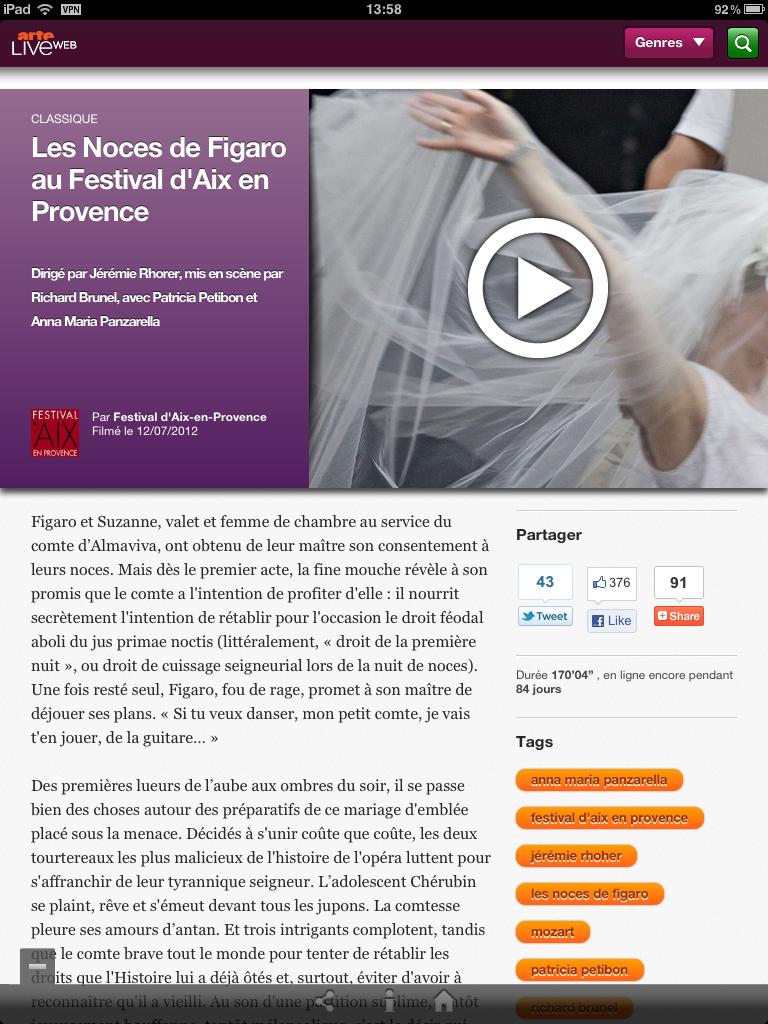 iPad VPN 13:58 92 %
arte LIVE WEB
Genres
CLASSIQUE
Les Noces de Figaro
au Festival d'Aix en
Provence
Dirigé par Jérémie Rhorer, mis en scène par
Richard Brunel, avec Patricia Petibon et
Anna Maria Panzarella
FESTIVAL
AIX
EN PROVENCE
Par Festival d'Aix-en-Provence
Filmé le 12/07/2012
Figaro et Suzanne, valet et femme de chambre au service du
comte d’Almaviva, ont obtenu de leur maître son consentement à
leurs noces. Mais dès le premier acte, la fine mouche révèle à son
promis que le comte a l'intention de profiter d'elle : il nourrit
secrètement l'intention de rétablir pour l'occasion le droit féodal
aboli du jus primae noctis (littéralement, « droit de la première
nuit », ou droit de cuissage seigneurial lors de la nuit de noces).
Une fois resté seul, Figaro, fou de rage, promet à son maître de
déjouer ses plans. « Si tu veux danser, mon petit comte, je vais
t'en jouer, de la guitare… »
Des premières lueurs de l’aube aux ombres du soir, il se passe
bien des choses autour des préparatifs de ce mariage d'emblée
placé sous la menace. Décidés à s'unir coûte que coûte, les deux
tourtereaux les plus malicieux de l'histoire de l'opéra luttent pour
s'affranchir de leur tyrannique seigneur. L’adolescent Chérubin
se plaint, rêve et s'émeut devant tous les jupons. La comtesse
pleure ses amours d’antan. Et trois intrigants complotent, tandis
que le comte brave tout le monde pour tenter de rétablir les
droits que l'Histoire lui a déjà ôtés et, surtout, éviter d'avoir à
reconnaître qu'il a vieilli. Au son d'une partition sublime,
Partager
43 376 91
Tweet Like Share
Durée 170'04” , en ligne encore pendant
84 jours
Tags
anna maria panzarella
festival d'aix en provence
jérémie rhoher
les noces de figaro
mozart
patricia petibon
richard brunel